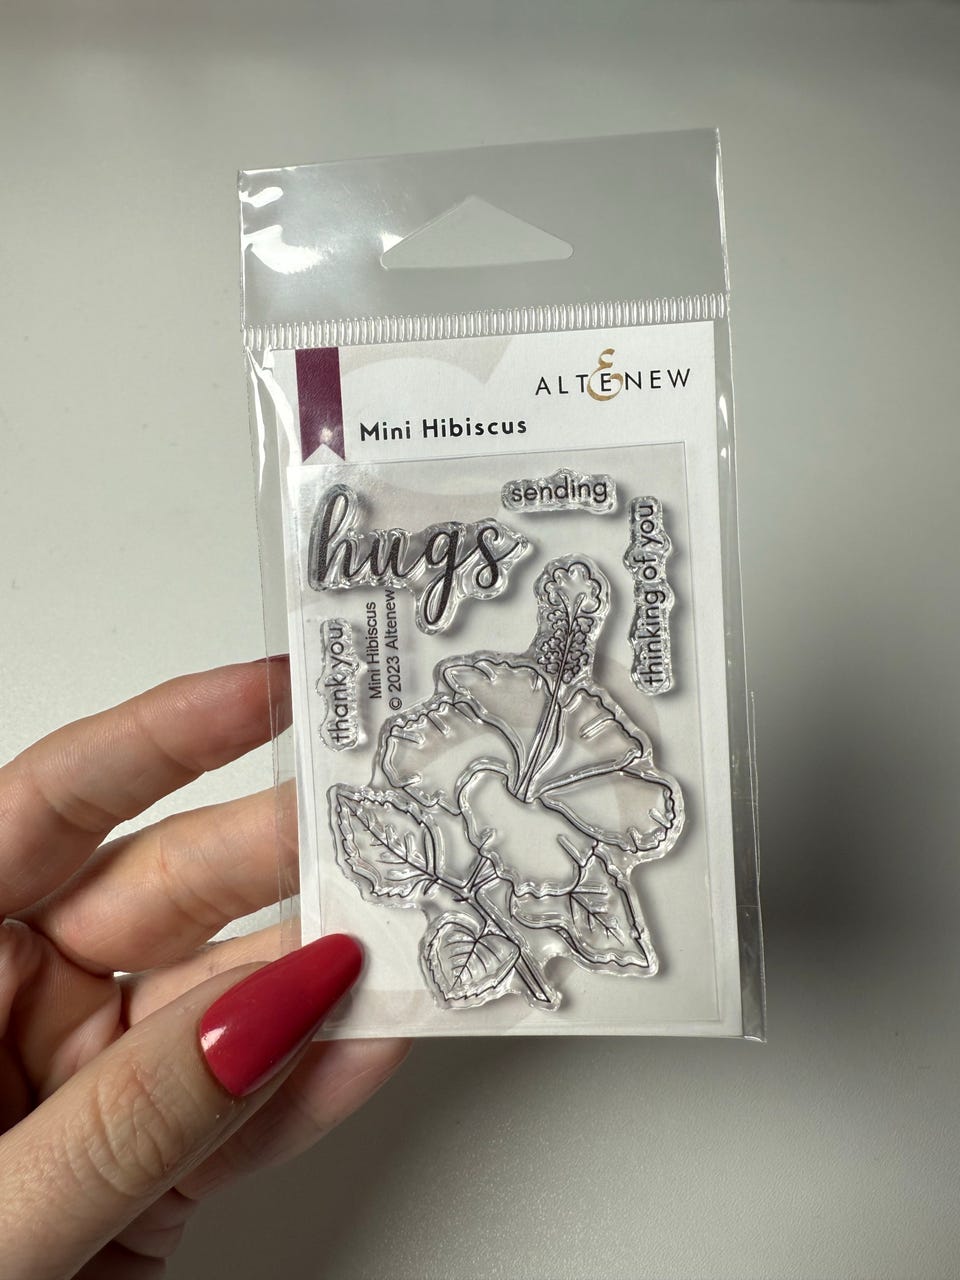 ALTENEW
Mini Hibiscus
sending
hugs
thinking of you
thank you
Mini Hibiscus
© 2023 Altenew